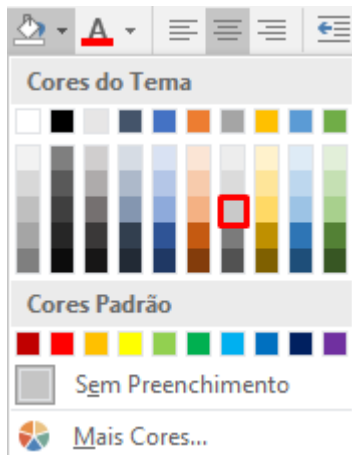 A
Cores do Tema
Cores Padrão
Sem Preenchimento
Mais Cores...